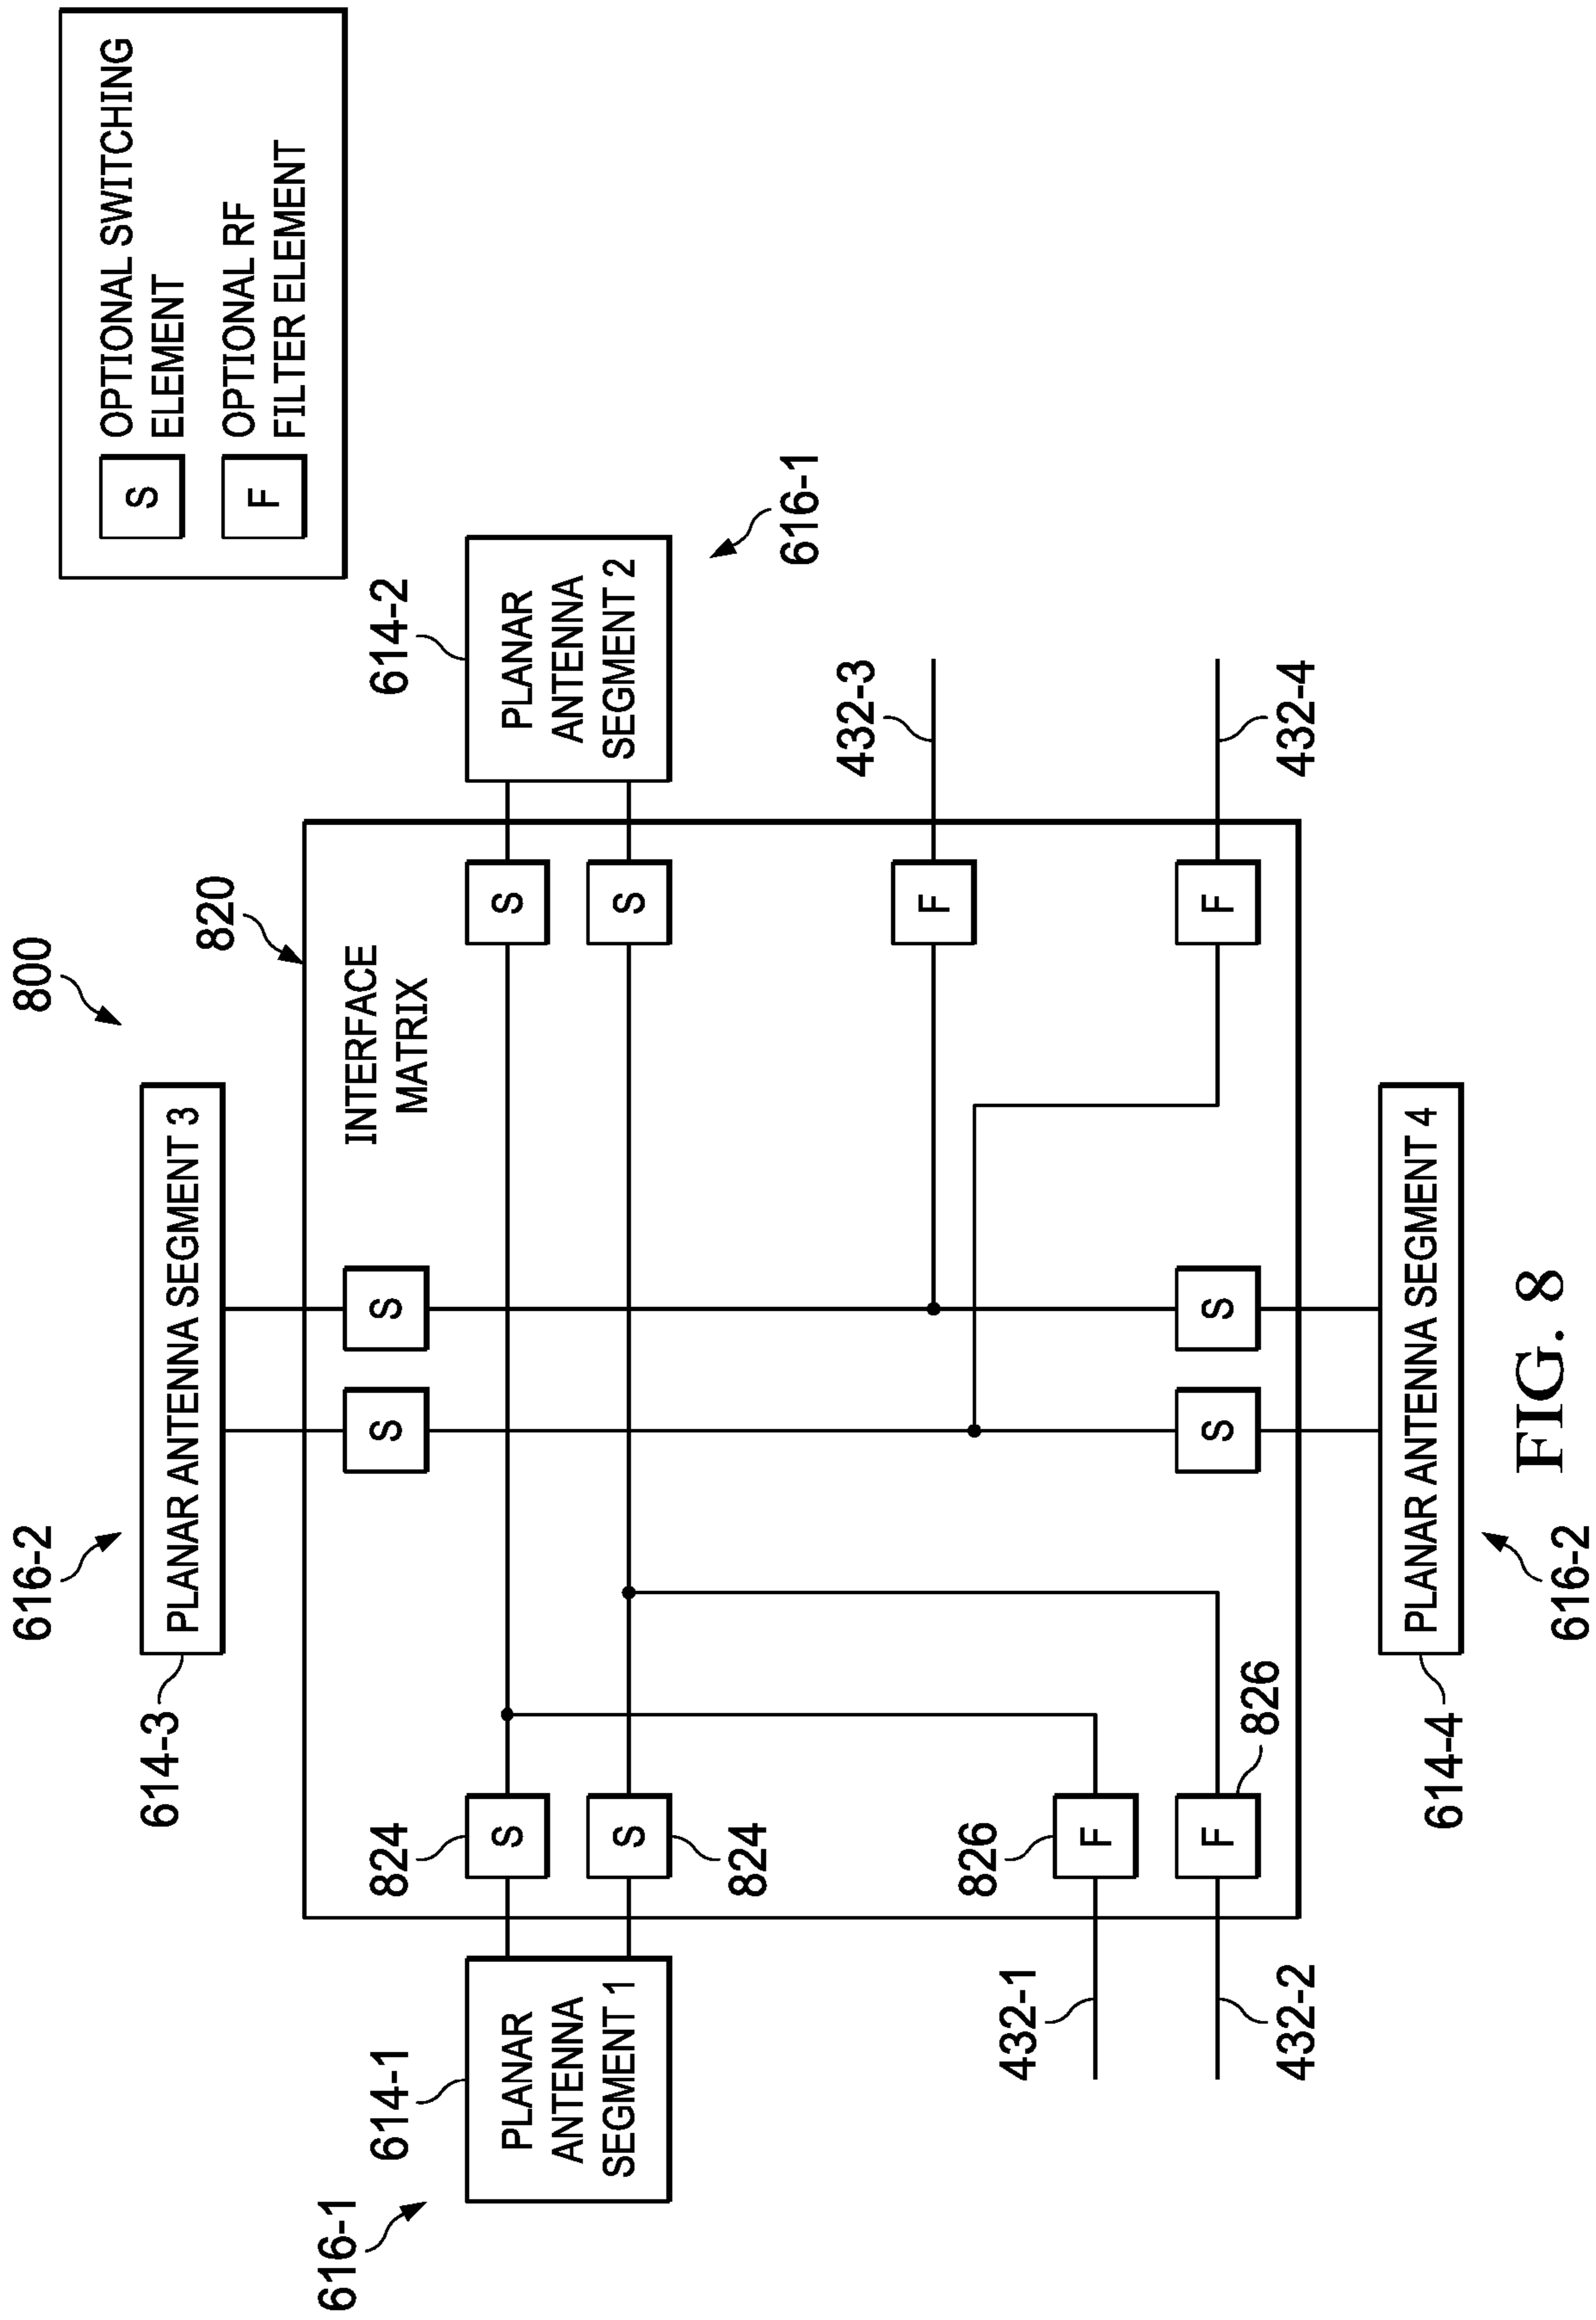 800
S OPTIONAL SWITCHING
ELEMENT
F OPTIONAL RF
FILTER ELEMENT
616-2
614-3
PLANAR ANTENNA SEGMENT 3
820
INTERFACE
MATRIX
S
S
616-1
614-1
PLANAR
ANTENNA
SEGMENT 1
824
S
S
824
S
S
614-2
PLANAR
ANTENNA
SEGMENT 2
616-1
432-1
826
F
F
432-3
432-2
F
826
S
S
F
432-4
614-4
PLANAR ANTENNA SEGMENT 4
616-2
FIG. 8